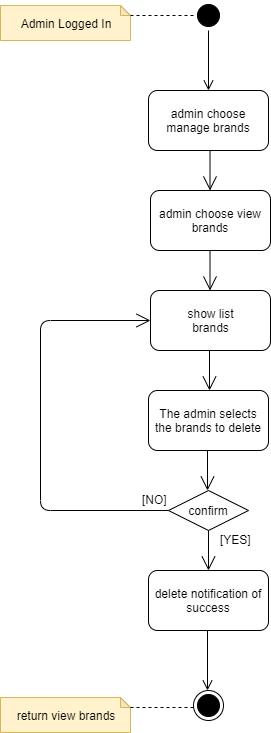 Admin Logged In
admin choose
manage brands
admin choose view
brands
show list
brands
The admin selects
the brands to delete
[NO]
confirm
[YES]
delete notification of
success
return view brands